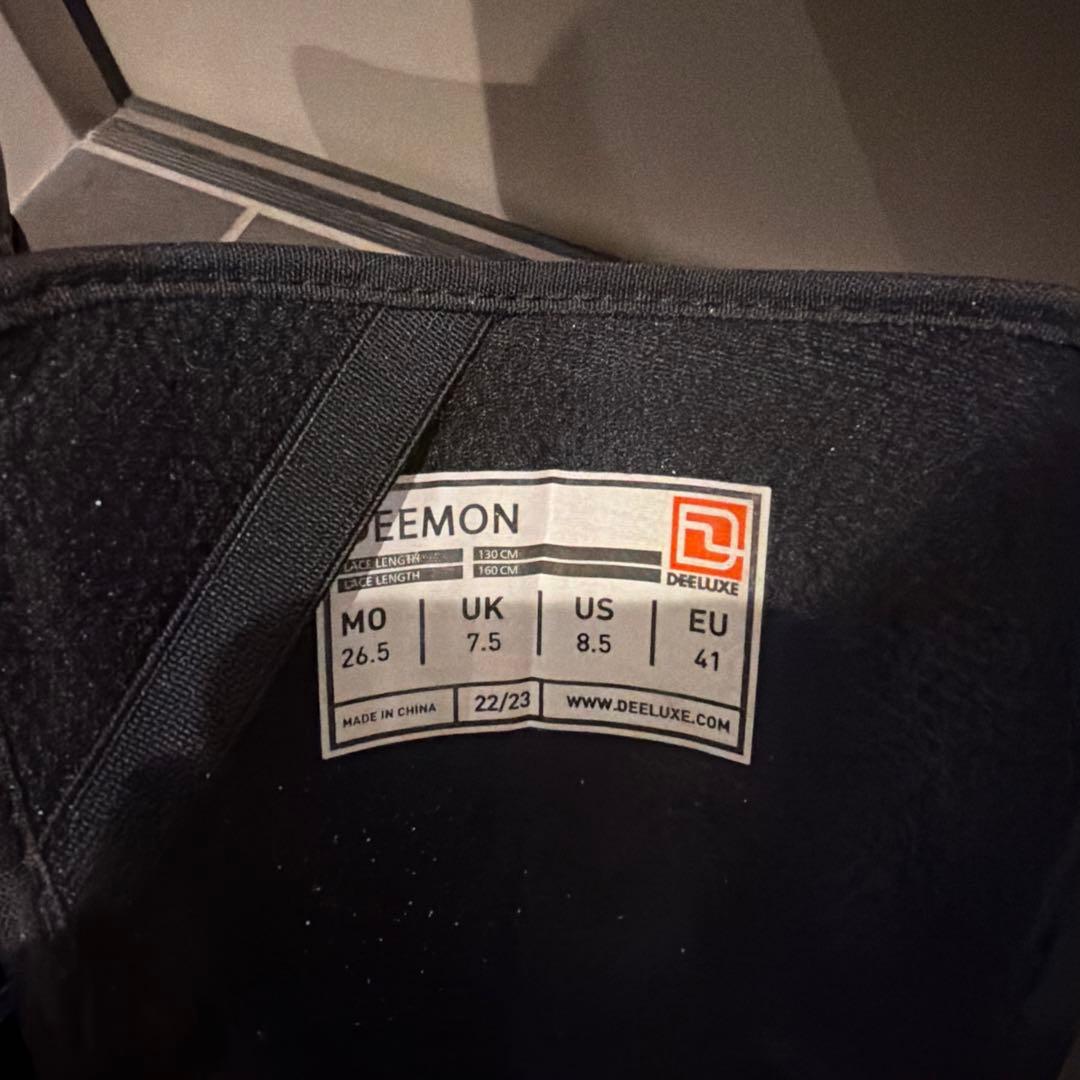 DEEMON
LACE LENGTH 130 CM
LACE LENGTH 160 CM
DEELUXE
MO UK US EU
26.5 7.5 8.5 41
MADE IN CHINA 22/23 WWW.DEELUXE.COM